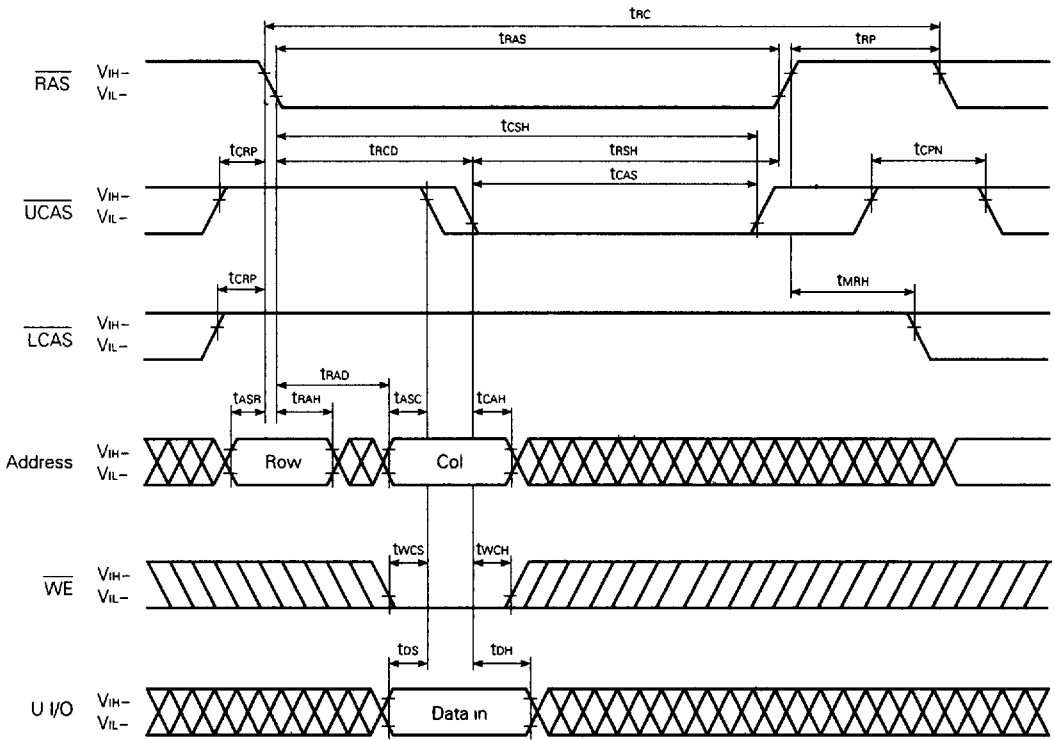 tRC
tRAS tRP
RAS VIH–
VIL–
tCSH
tCRP tRCD tRSH tCPN
tCAS
UCAS VIH–
VIL–
tCRP tMRH
LCAS VIH–
VIL–
tRAD
tASR tRAH tASC tCAH
Address VIH–
VIL–
Row Col
tWCS tWCH
WE VIH–
VIL–
tDS tDH
U I/O VIH–
VIL–
Data in